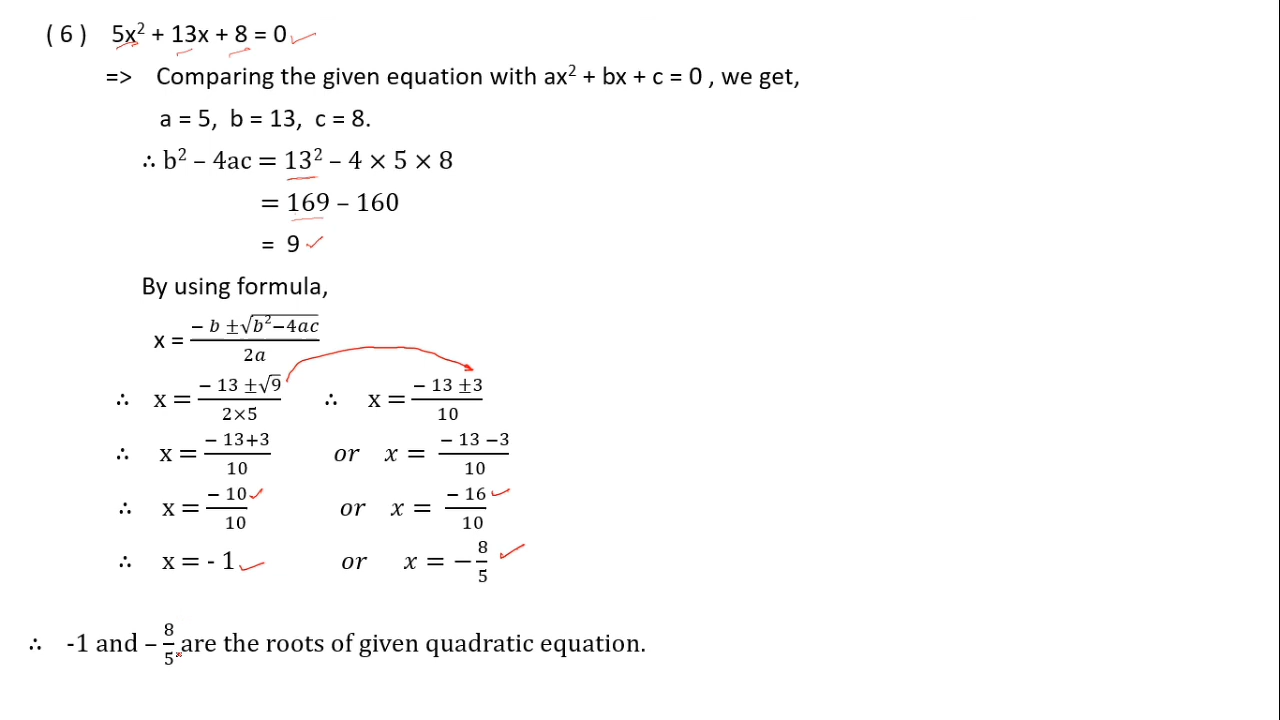 ( 6 ) 5x² + 13x + 8 = 0
=> Comparing the given equation with ax² + bx + c = 0 , we get,
a = 5, b = 13, c = 8.
∴ b² – 4ac = 13² – 4 × 5 × 8
= 169 – 160
= 9
By using formula,
x = (– b ±√(b²−4ac))/2a
∴ x = (– 13 ±√9)/(2×5) ∴ x = (– 13 ±3)/10
∴ x = (– 13+3)/10 or x = (– 13 −3)/10
∴ x = (– 10)/10 or x = (– 16)/10
∴ x = - 1 or x = −8/5
∴ -1 and – 8/5 are the roots of given quadratic equation.